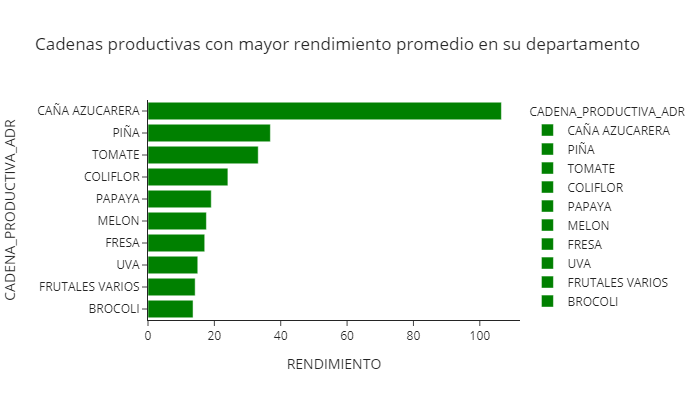 Cadenas productivas con mayor rendimiento promedio en su departamento
CADENA_PRODUCTIVA_ADR
CAÑA AZUCARERA
PIÑA
TOMATE
COLIFLOR
PAPAYA
MELON
FRESA
UVA
FRUTALES VARIOS
BROCOLI
0 20 40 60 80 100
RENDIMIENTO
CADENA_PRODUCTIVA_ADR
CAÑA AZUCARERA
PIÑA
TOMATE
COLIFLOR
PAPAYA
MELON
FRESA
UVA
FRUTALES VARIOS
BROCOLI